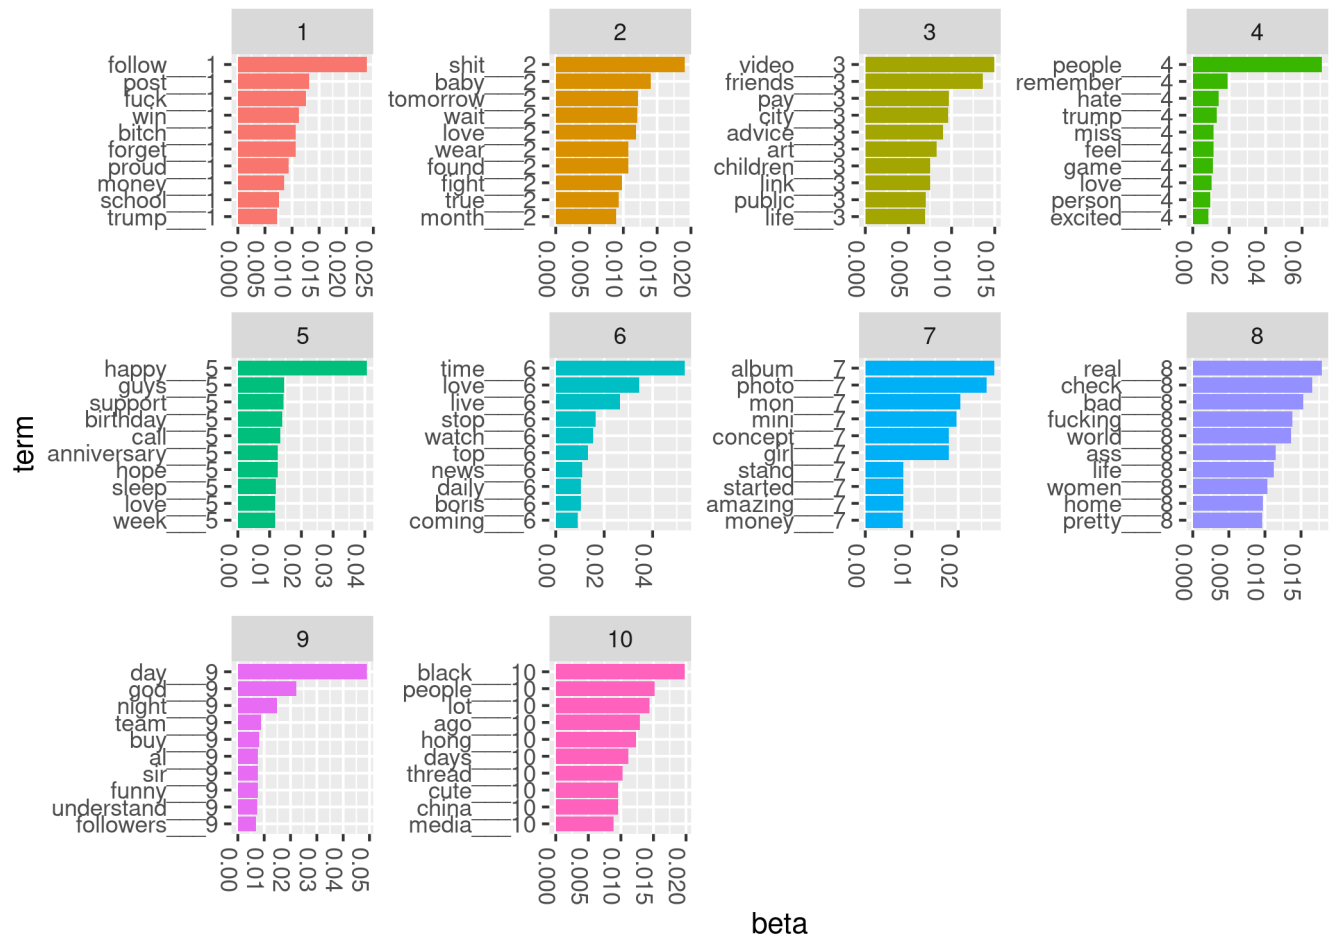 1
follow___1
post___1
fuck___1
win___1
bitch___1
forget___1
proud___1
money___1
school___1
trump___1
0.000 0.005 0.010 0.015 0.020 0.025
2
shit___2
baby___2
tomorrow___2
wait___2
love___2
wear___2
found___2
fight___2
true___2
month___2
0.000 0.005 0.010 0.015 0.020
3
video___3
friends___3
pay___3
city___3
advice___3
art___3
children___3
link___3
public___3
life___3
0.000 0.005 0.010 0.015
4
people___4
remember___4
hate___4
trump___4
miss___4
feel___4
game___4
love___4
person___4
excited___4
0.00 0.02 0.04 0.06
term
5
happy___5
guys___5
support___5
birthday___5
call___5
anniversary___5
hope___5
sleep___5
love___5
week___5
0.00 0.01 0.02 0.03 0.04
6
time___6
love___6
live___6
stop___6
watch___6
top___6
news___6
daily___6
boris___6
coming___6
0.00 0.02 0.04
7
album___7
photo___7
mon___7
mini___7
concept___7
girl___7
stand___7
started___7
amazing___7
money___7
0.00 0.01 0.02
8
real___8
check___8
bad___8
fucking___8
world___8
ass___8
life___8
women___8
home___8
pretty___8
0.000 0.005 0.010 0.015
9
day___9
god___9
night___9
team___9
buy___9
al___9
sir___9
funny___9
understand___9
followers___9
0.00 0.01 0.02 0.03 0.04 0.05
10
black___10
people___10
lot___10
ago___10
hong___10
days___10
thread___10
cute___10
china___10
media___10
0.000 0.005 0.010 0.015 0.020
beta